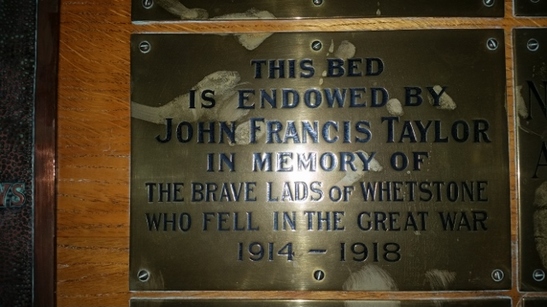 THIS BED
IS ENDOWED BY
JOHN FRANCIS TAYLOR
IN MEMORY OF
THE BRAVE LADS OF WHETSTONE
WHO FELL IN THE GREAT WAR
1914 – 1918